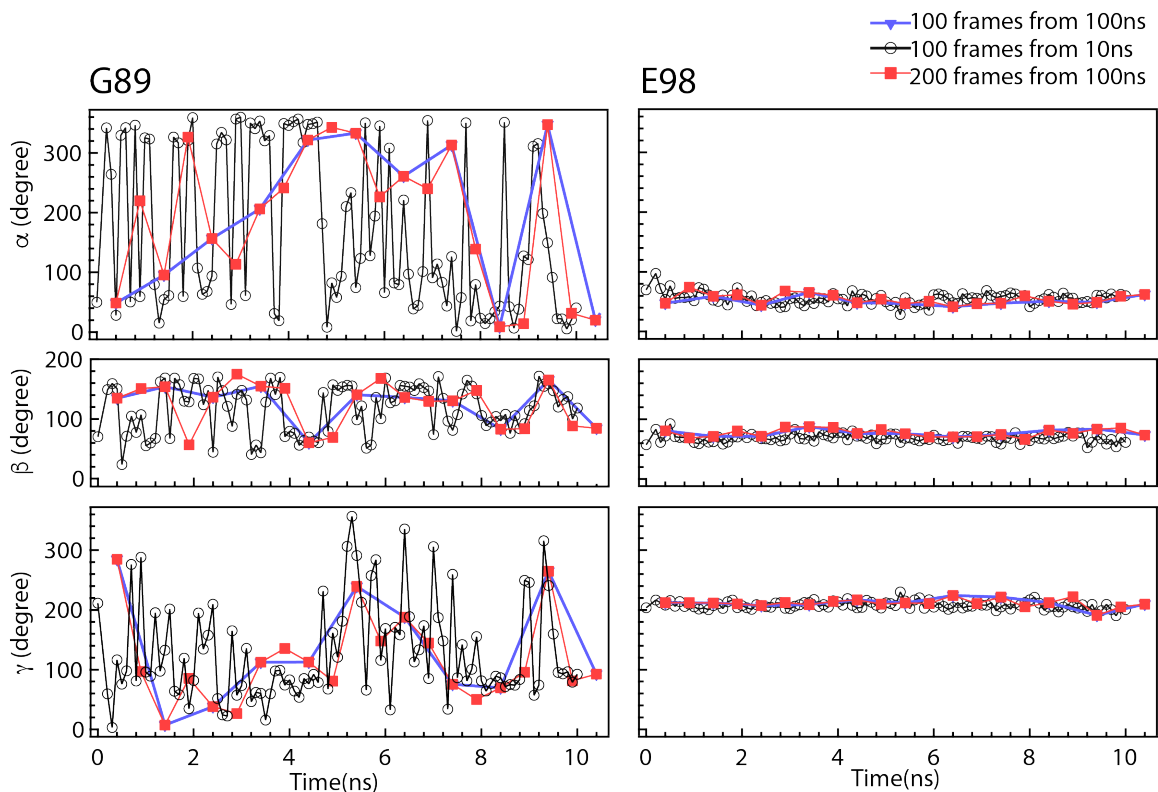 100 frames from 100ns
100 frames from 10ns
200 frames from 100ns
G89
E98
α (degree)
300
200
100
0
β (degree)
200
100
0
γ (degree)
300
200
100
0
0 2 4 6 8 10
0 2 4 6 8 10
Time(ns)
Time(ns)